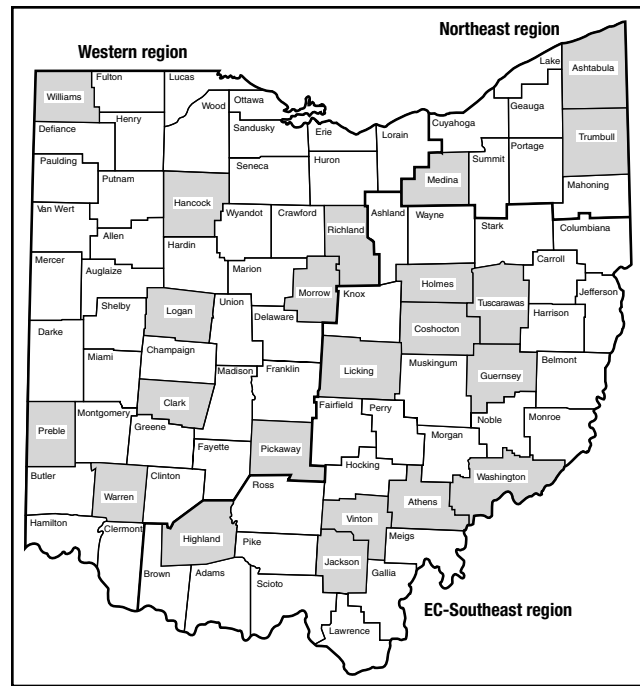 Northeast region
Western region
Lake
Ashtabula
Fulton
Lucas
Williams
Wood
Ottawa
Geauga
Henry
Cuyahoga
Defiance
Sandusky
Erie
Lorain
Trumbull
Summit
Portage
Paulding
Seneca
Huron
Medina
Putnam
Mahoning
Hancock
Van Wert
Wyandot
Crawford
Ashland
Wayne
Stark
Richland
Columbiana
Allen
Hardin
Mercer
Carroll
Auglaize
Marion
Holmes
Jefferson
Morrow
Knox
Shelby
Logan
Union
Tuscarawas
Delaware
Coshocton
Harrison
Darke
Champaign
Miami
Belmont
Madison
Franklin
Licking
Muskingum
Guernsey
Clark
Fairfield
Perry
Montgomery
Noble
Monroe
Greene
Preble
Morgan
Fayette
Pickaway
Hocking
Butler
Washington
Clinton
Ross
Warren
Athens
Vinton
Hamilton
Clermont
Highland
Pike
Meigs
Jackson
Brown
Adams
Gallia
Scioto
EC-Southeast region
Lawrence